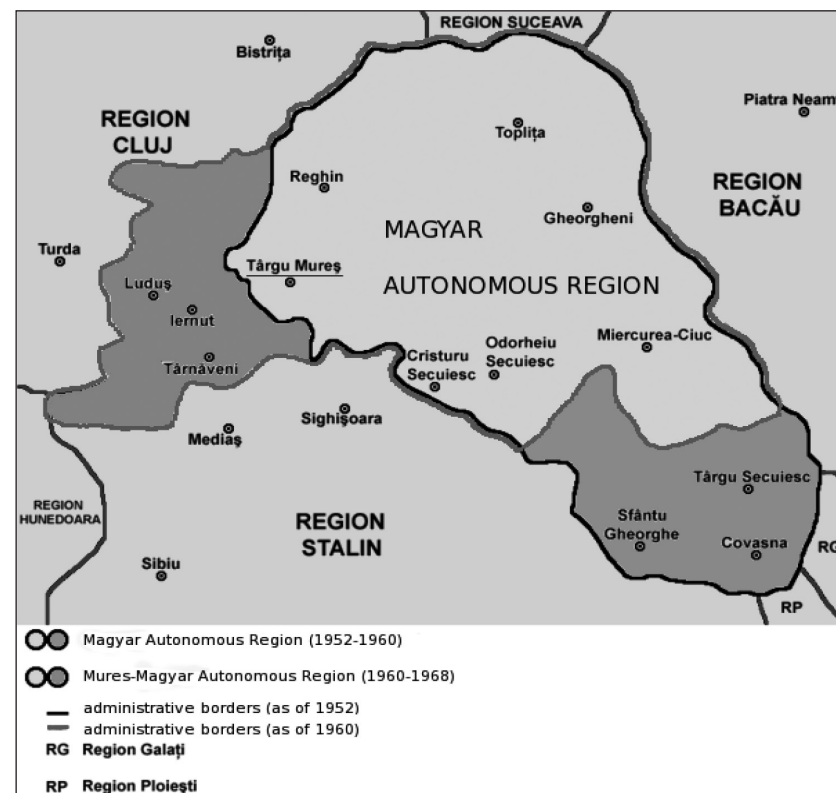 REGION SUCEAVA
Bistrița
Piatra Neamț
REGION
CLUJ
Toplița
Reghin
REGION
BACĂU
Gheorgheni
MAGYAR
Turda
Târgu Mureș
AUTONOMOUS REGION
Luduș
Iernut
Miercurea-Ciuc
Odorheiu
Secuiesc
Cristuru
Secuiesc
Târnăveni
Sighișoara
Mediaș
Târgu Secuiesc
REGION
HUNEDOARA
REGION
STALIN
Sfântu
Gheorghe
Covasna
RG
Sibiu
RP
Magyar Autonomous Region (1952-1960)
Mures-Magyar Autonomous Region (1960-1968)
administrative borders (as of 1952)
administrative borders (as of 1960)
RG Region Galați
RP Region Ploiești